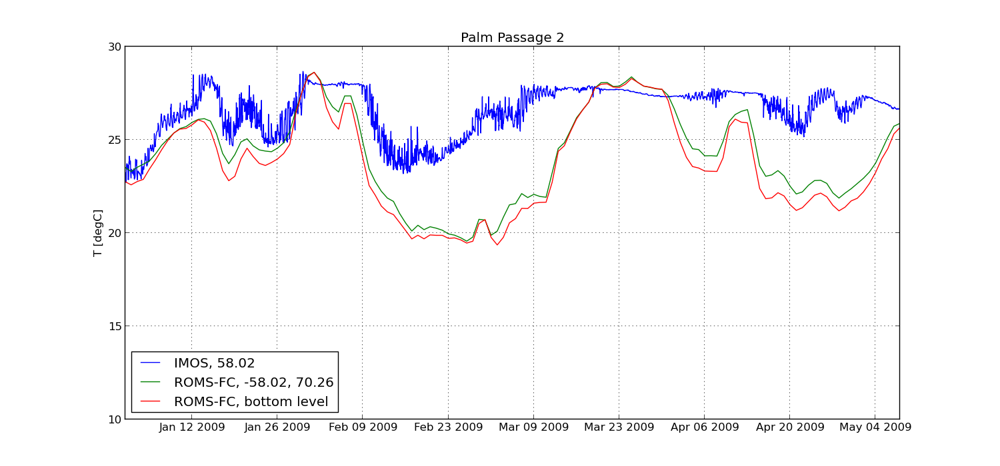 Palm Passage 2
30
25
20
15
10
T [degC]
IMOS, 58.02
ROMS-FC, -58.02, 70.26
ROMS-FC, bottom level
Jan 12 2009
Jan 26 2009
Feb 09 2009
Feb 23 2009
Mar 09 2009
Mar 23 2009
Apr 06 2009
Apr 20 2009
May 04 2009